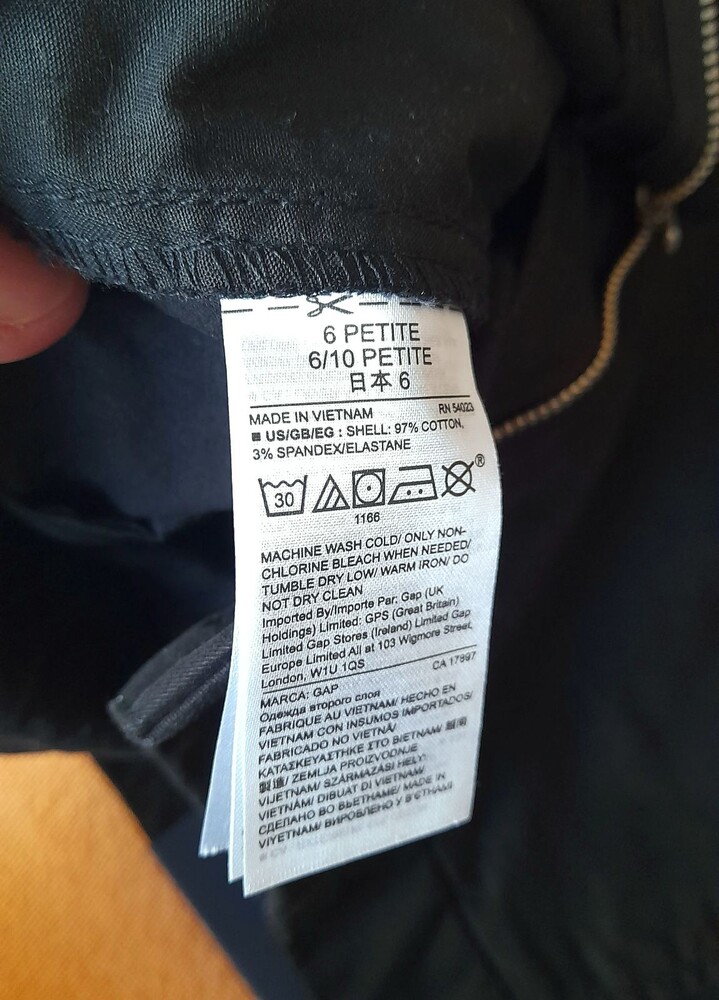 6 PETITE
6/10 PETITE
日本 6
MADE IN VIETNAM RN 54023
US/GB/EG : SHELL: 97% COTTON,
3% SPANDEX/ELASTANE
30
®
1166
MACHINE WASH COLD/ ONLY NON-
CHLORINE BLEACH WHEN NEEDED/
TUMBLE DRY LOW/ WARM IRON/ DO
NOT DRY CLEAN
Imported By/Importe Par: Gap (UK
Holdings) Limited: GPS (Great Britain)
Limited Gap Stores (Ireland) Limited Gap
Europe Limited All at 103 Wigmore Street,
London, W1U 1QS
CA 17897
MARCA: GAP
Одежда второго слоя
FABRIQUE AU VIETNAM/ HECHO EN
VIETNAM CON INSUMOS IMPORTADOS/
FABRICADO NO VIETNÃ/
ΚΑΤΑΣΚΕΥΑΣΤΗΚΕ ΣΤΟ ΒΙΕΤΝΑΜ/ 越南
製造/ ZEMLJA PROIZVODNJE
VIJETNAM/ SZÁRMAZÁSI HELY:
VIETNÁM/ DIBUAT DI VIETNAM/
СДЕЛАНО ВО ВЬЕТНАМЕ/ MADE IN
VIYETNAM/ ВИРОБЛЕНО У В'ЄТНАМІ